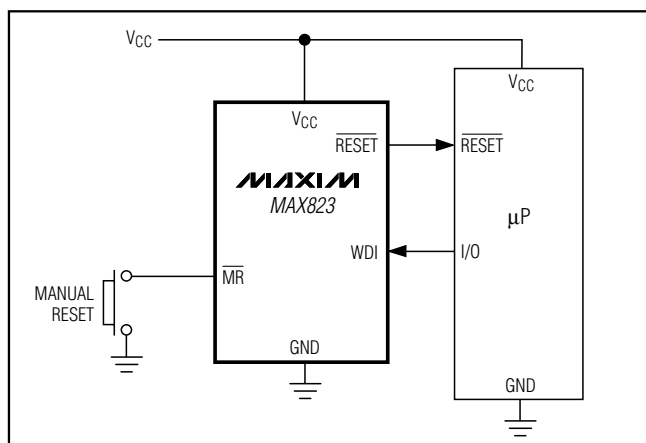 VCC
VCC
VCC
RESET
RESET
MAXIM
MAX823
µP
WDI
I/O
MR
MANUAL
RESET
GND
GND